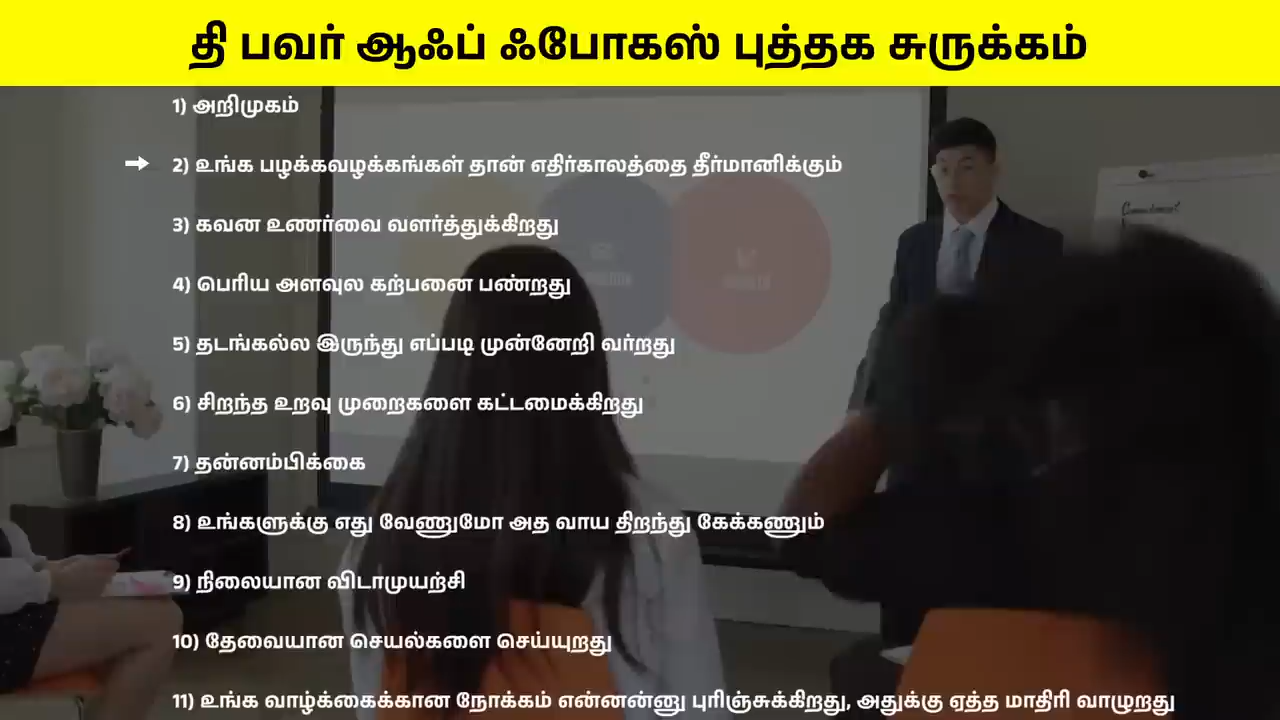 தி பவர் ஆஃப் ஃபோகஸ் புத்தக சுருக்கம்
1) அறிமுகம்
2) உங்க பழக்கவழக்கங்கள் தான் எதிர்காலத்தை தீர்மானிக்கும்
3) கவன உணர்வை வளர்த்துக்கிறது
4) பெரிய அளவுல கற்பனை பண்றது
5) தடங்கல்ல இருந்து எப்படி முன்னேறி வர்றது
6) சிறந்த உறவு முறைகளை கட்டமைக்கிறது
7) தன்னம்பிக்கை
8) உங்களுக்கு எது வேணுமோ அத வாய திறந்து கேக்கணும்
9) நிலையான விடாமுயற்சி
10) தேவையான செயல்களை செய்யுறது
11) உங்க வாழ்க்கைக்கான நோக்கம் என்னன்னு புரிஞ்சுக்கிறது, அதுக்கு ஏத்த மாதிரி வாழுறது